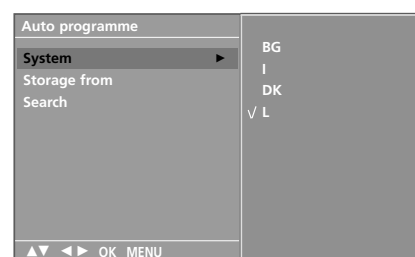 Auto programme
System ►
Storage from
Search
BG
I
DK
√ L
▲▼ ◄► OK MENU